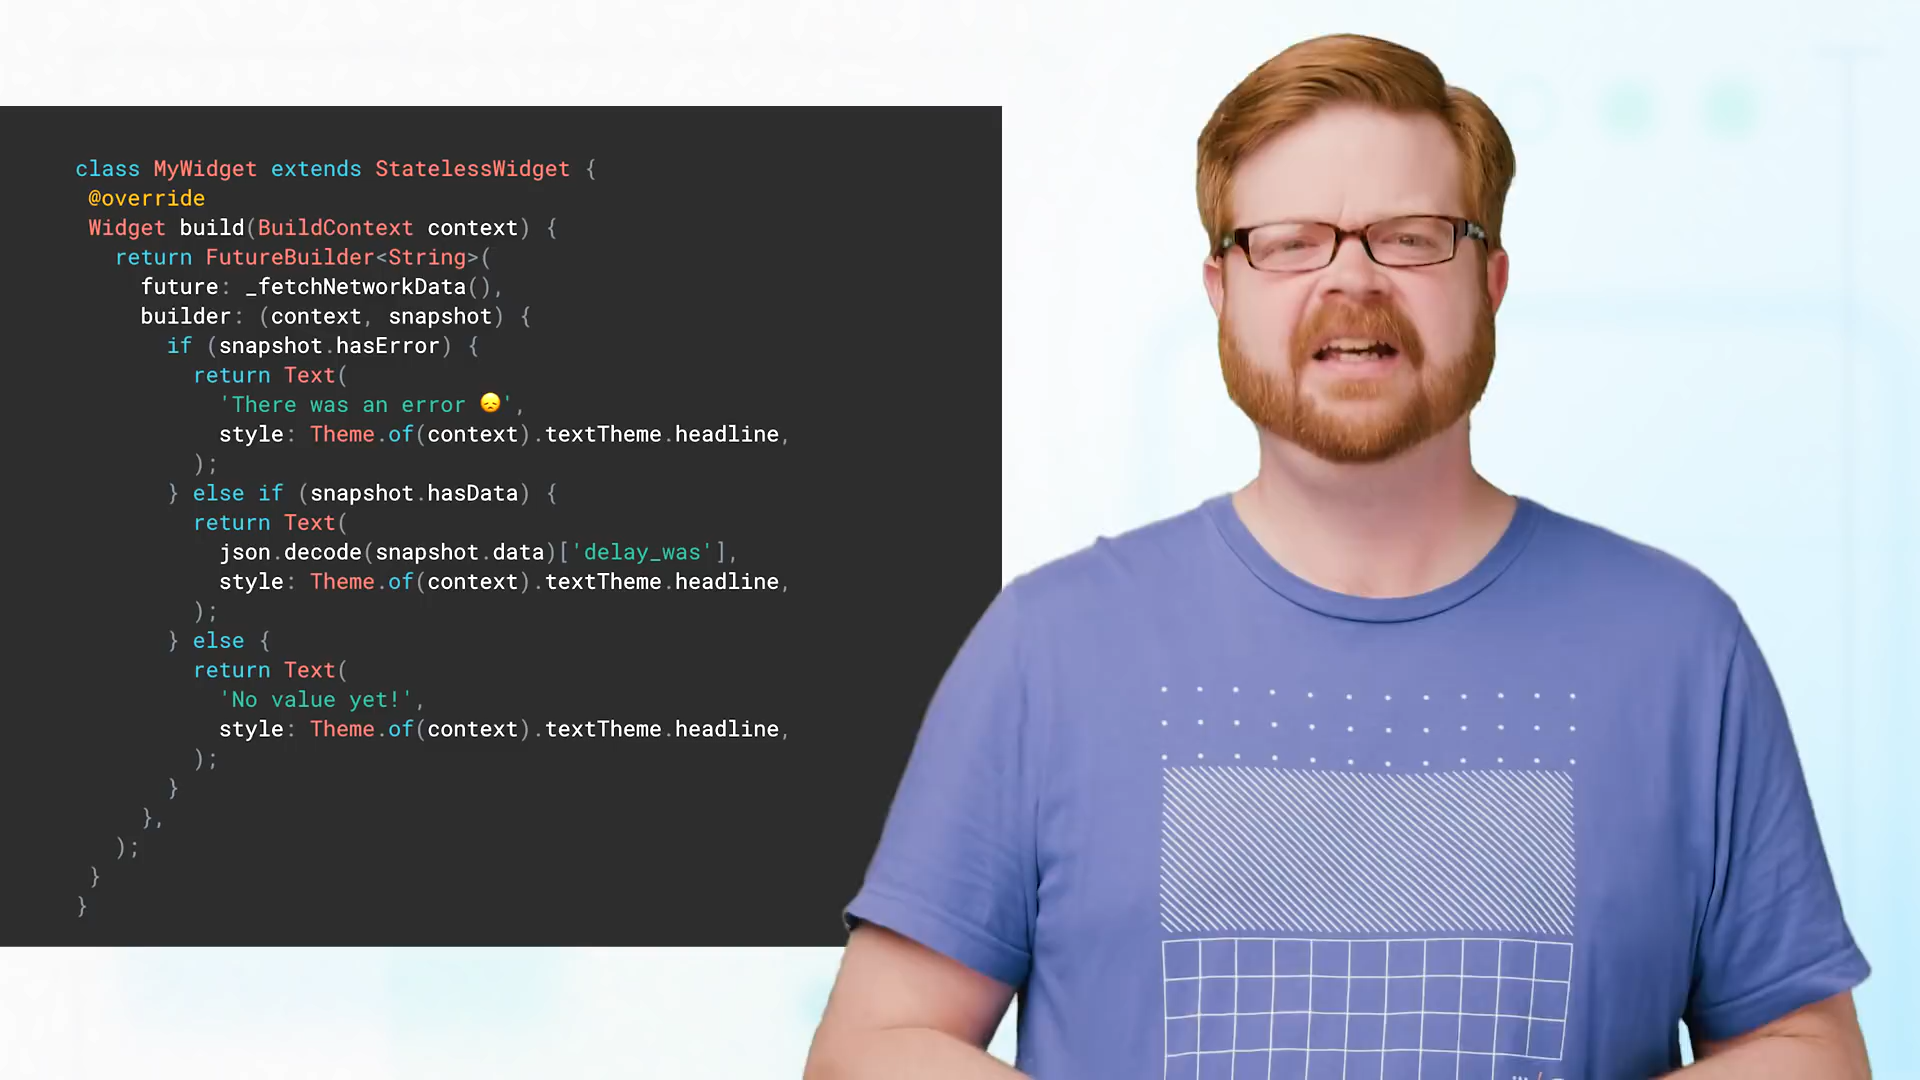 class MyWidget extends StatelessWidget {
@override
Widget build(BuildContext context) {
return FutureBuilder<String>(
future: _fetchNetworkData(),
builder: (context, snapshot) {
if (snapshot.hasError) {
return Text(
'There was an error 😞',
style: Theme.of(context).textTheme.headline,
);
} else if (snapshot.hasData) {
return Text(
json.decode(snapshot.data)['delay_was'],
style: Theme.of(context).textTheme.headline,
);
} else {
return Text(
'No value yet!',
style: Theme.of(context).textTheme.headline,
);
}
},
);
}
}